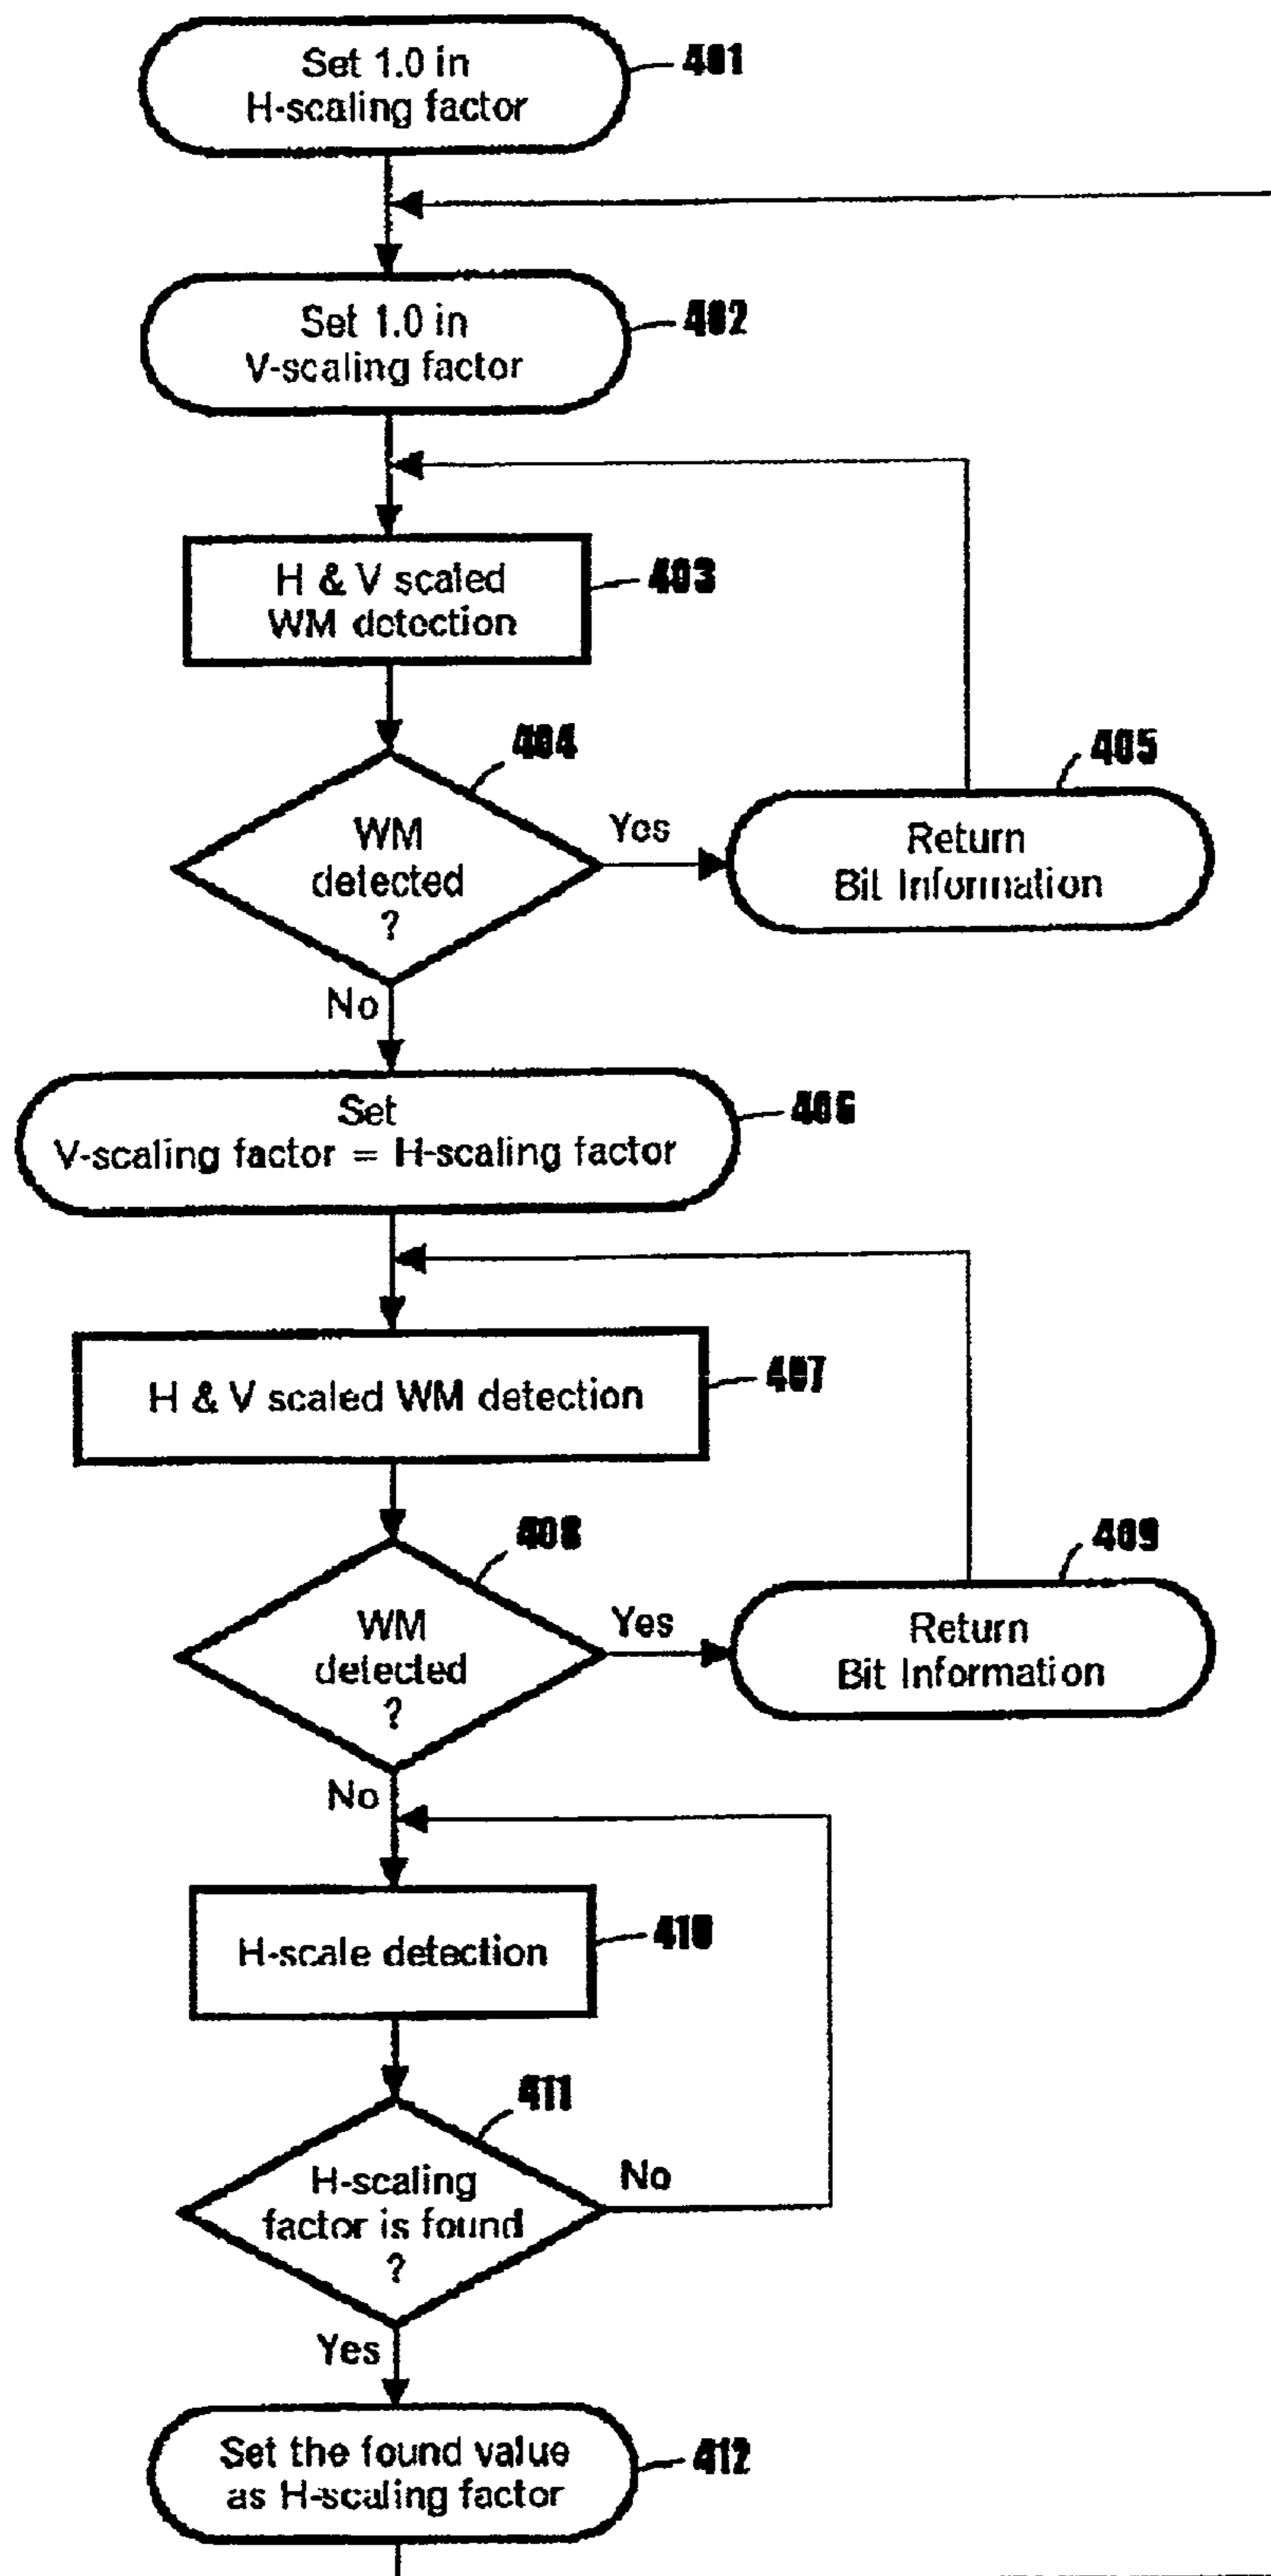 Set 1.0 in
H-scaling factor
401
Set 1.0 in
V-scaling factor
402
H & V scaled
WM detection
403
404
WM
detected
?
Yes
405
Return
Bit Information
No
Set
V-scaling factor = H-scaling factor
406
H & V scaled WM detection
407
408
WM
detected
?
Yes
409
Return
Bit Information
No
H-scale detection
410
411
H-scaling
factor is found
?
No
Yes
Set the found value
as H-scaling factor
412